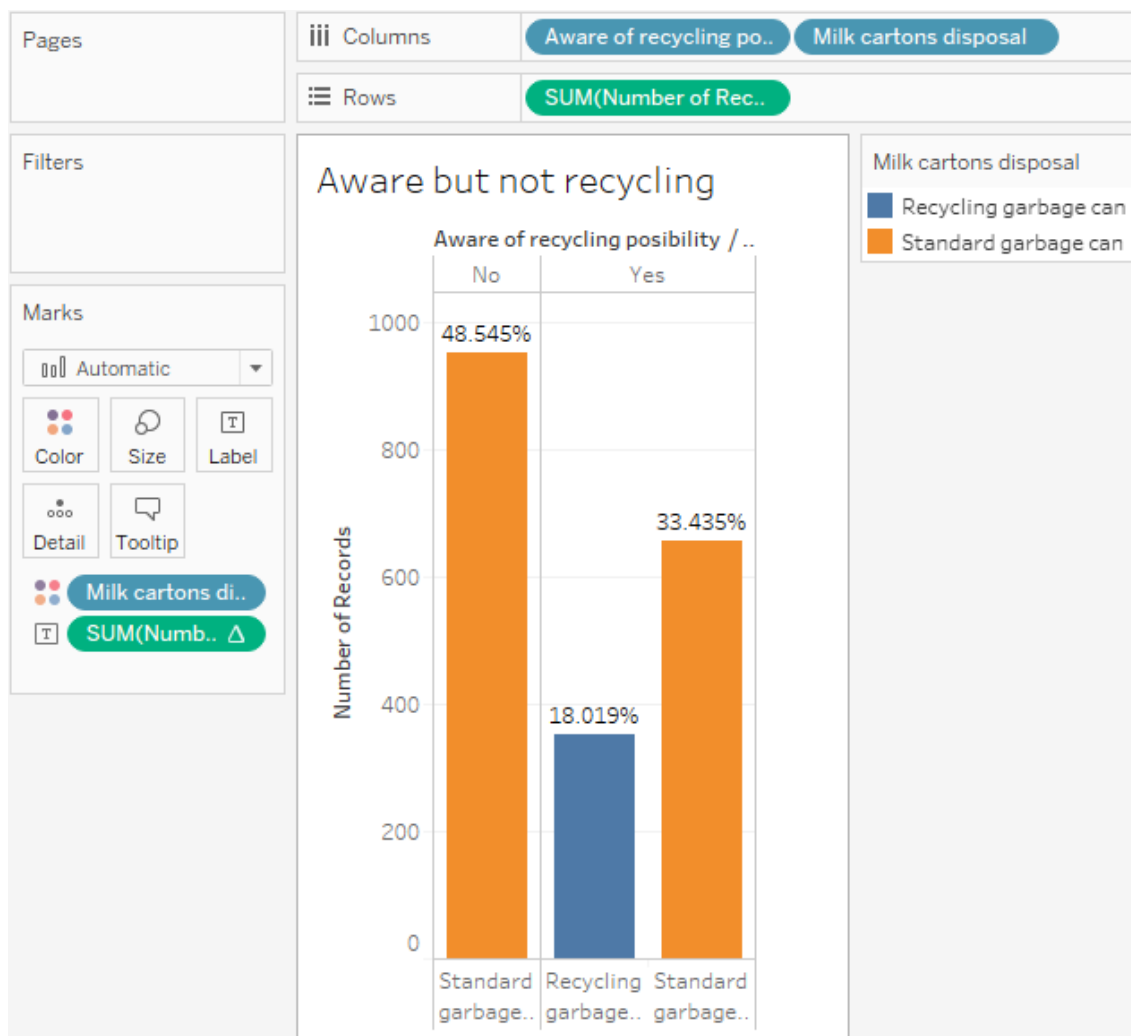 Pages
Columns
Aware of recycling po..
Milk cartons disposal
Rows
SUM(Number of Rec..
Filters
Marks
Automatic
Color
Size
T
Label
Detail
Tooltip
Milk cartons di..
T
SUM(Numb.. Δ
Aware but not recycling
Aware of recycling posibility / ..
No
Yes
Number of Records
1000
800
600
400
200
0
48.545%
18.019%
33.435%
Standard
garbage..
Recycling
garbage..
Standard
garbage..
Milk cartons disposal
Recycling garbage can
Standard garbage can